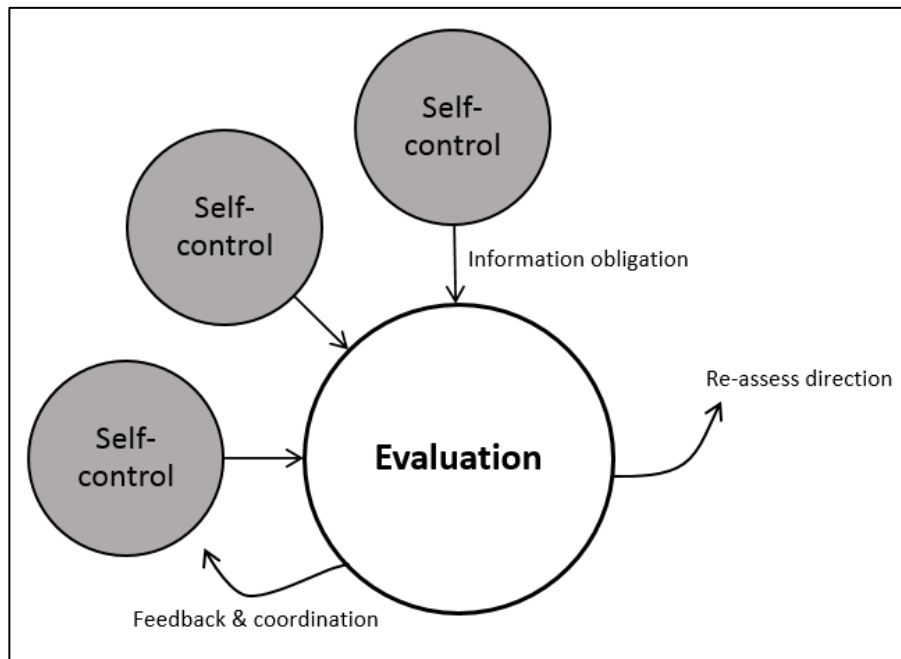 Self-
control
Self-
control
Information obligation
Re-assess direction
Self-
control
Evaluation
Feedback & coordination